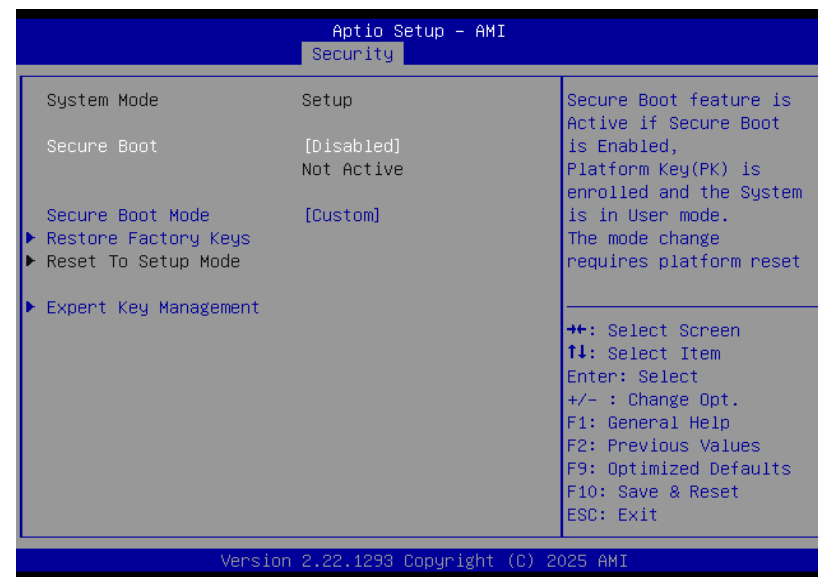 Aptio Setup – AMI
Security
System Mode Setup
Secure Boot [Disabled]
Not Active
Secure Boot Mode [Custom]
▶ Restore Factory Keys
▶ Reset To Setup Mode
▶ Expert Key Management
Secure Boot feature is
Active if Secure Boot
is Enabled,
Platform Key(PK) is
enrolled and the System
is in User mode.
The mode change
requires platform reset
→←: Select Screen
↑↓: Select Item
Enter: Select
+/– : Change Opt.
F1: General Help
F2: Previous Values
F9: Optimized Defaults
F10: Save & Reset
ESC: Exit
Version 2.22.1293 Copyright (C) 2025 AMI